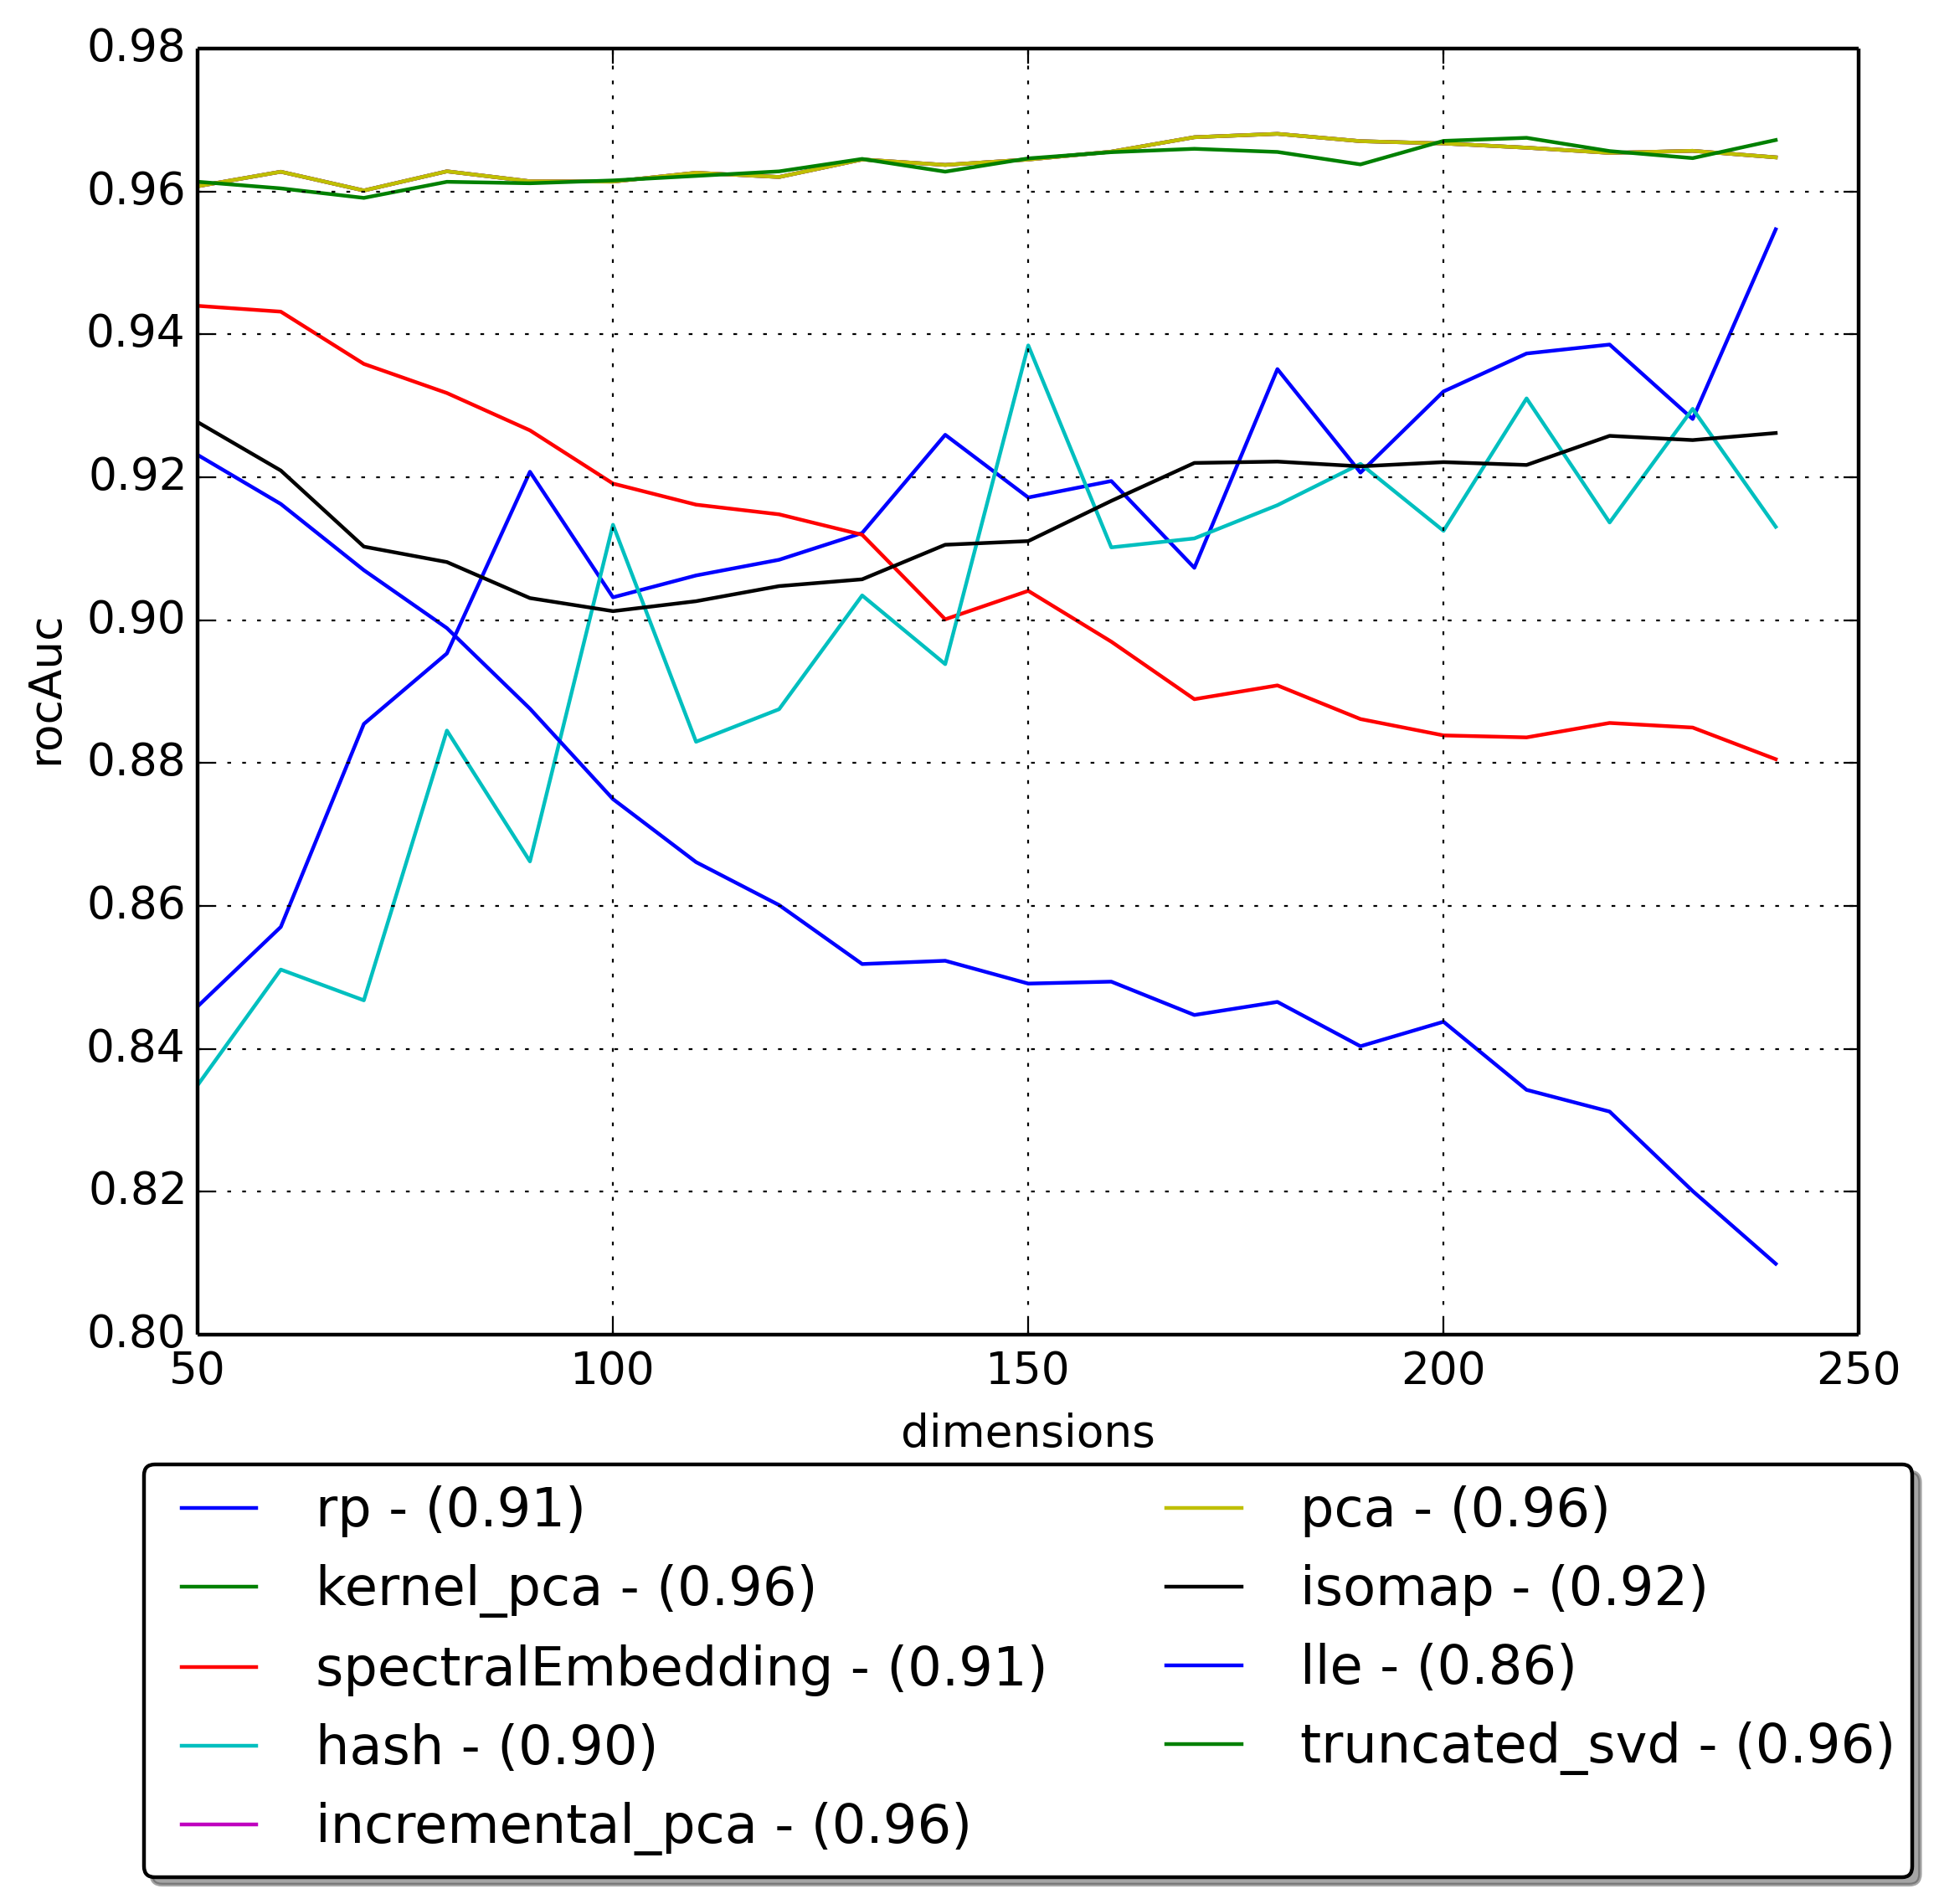 0.98
0.96
0.94
0.92
0.90
0.88
0.86
0.84
0.82
0.80
rocAuc
50 100 150 200 250
dimensions
rp - (0.91)
kernel_pca - (0.96)
spectralEmbedding - (0.91)
hash - (0.90)
incremental_pca - (0.96)
pca - (0.96)
isomap - (0.92)
lle - (0.86)
truncated_svd - (0.96)